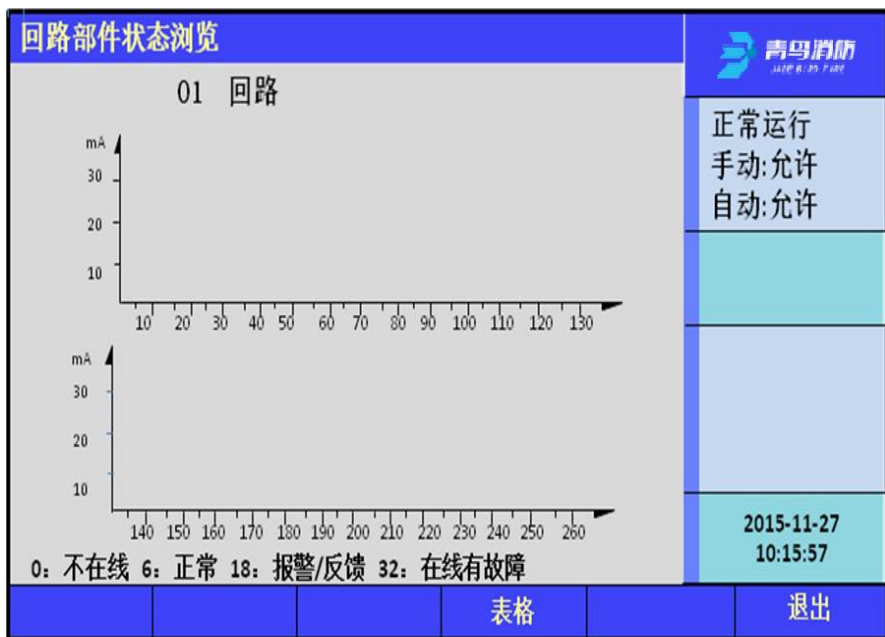 回路部件状态浏览
青鸟消防
JADE BIRD FIRE
01 回路
正常运行
手动:允许
自动:允许
mA
30
20
10
10 20 30 40 50 60 70 80 90 100 110 120 130
mA
30
20
10
140 150 160 170 180 190 200 210 220 230 240 250 260
0: 不在线 6: 正常 18: 报警/反馈 32: 在线有故障
2015-11-27
10:15:57
表格
退出